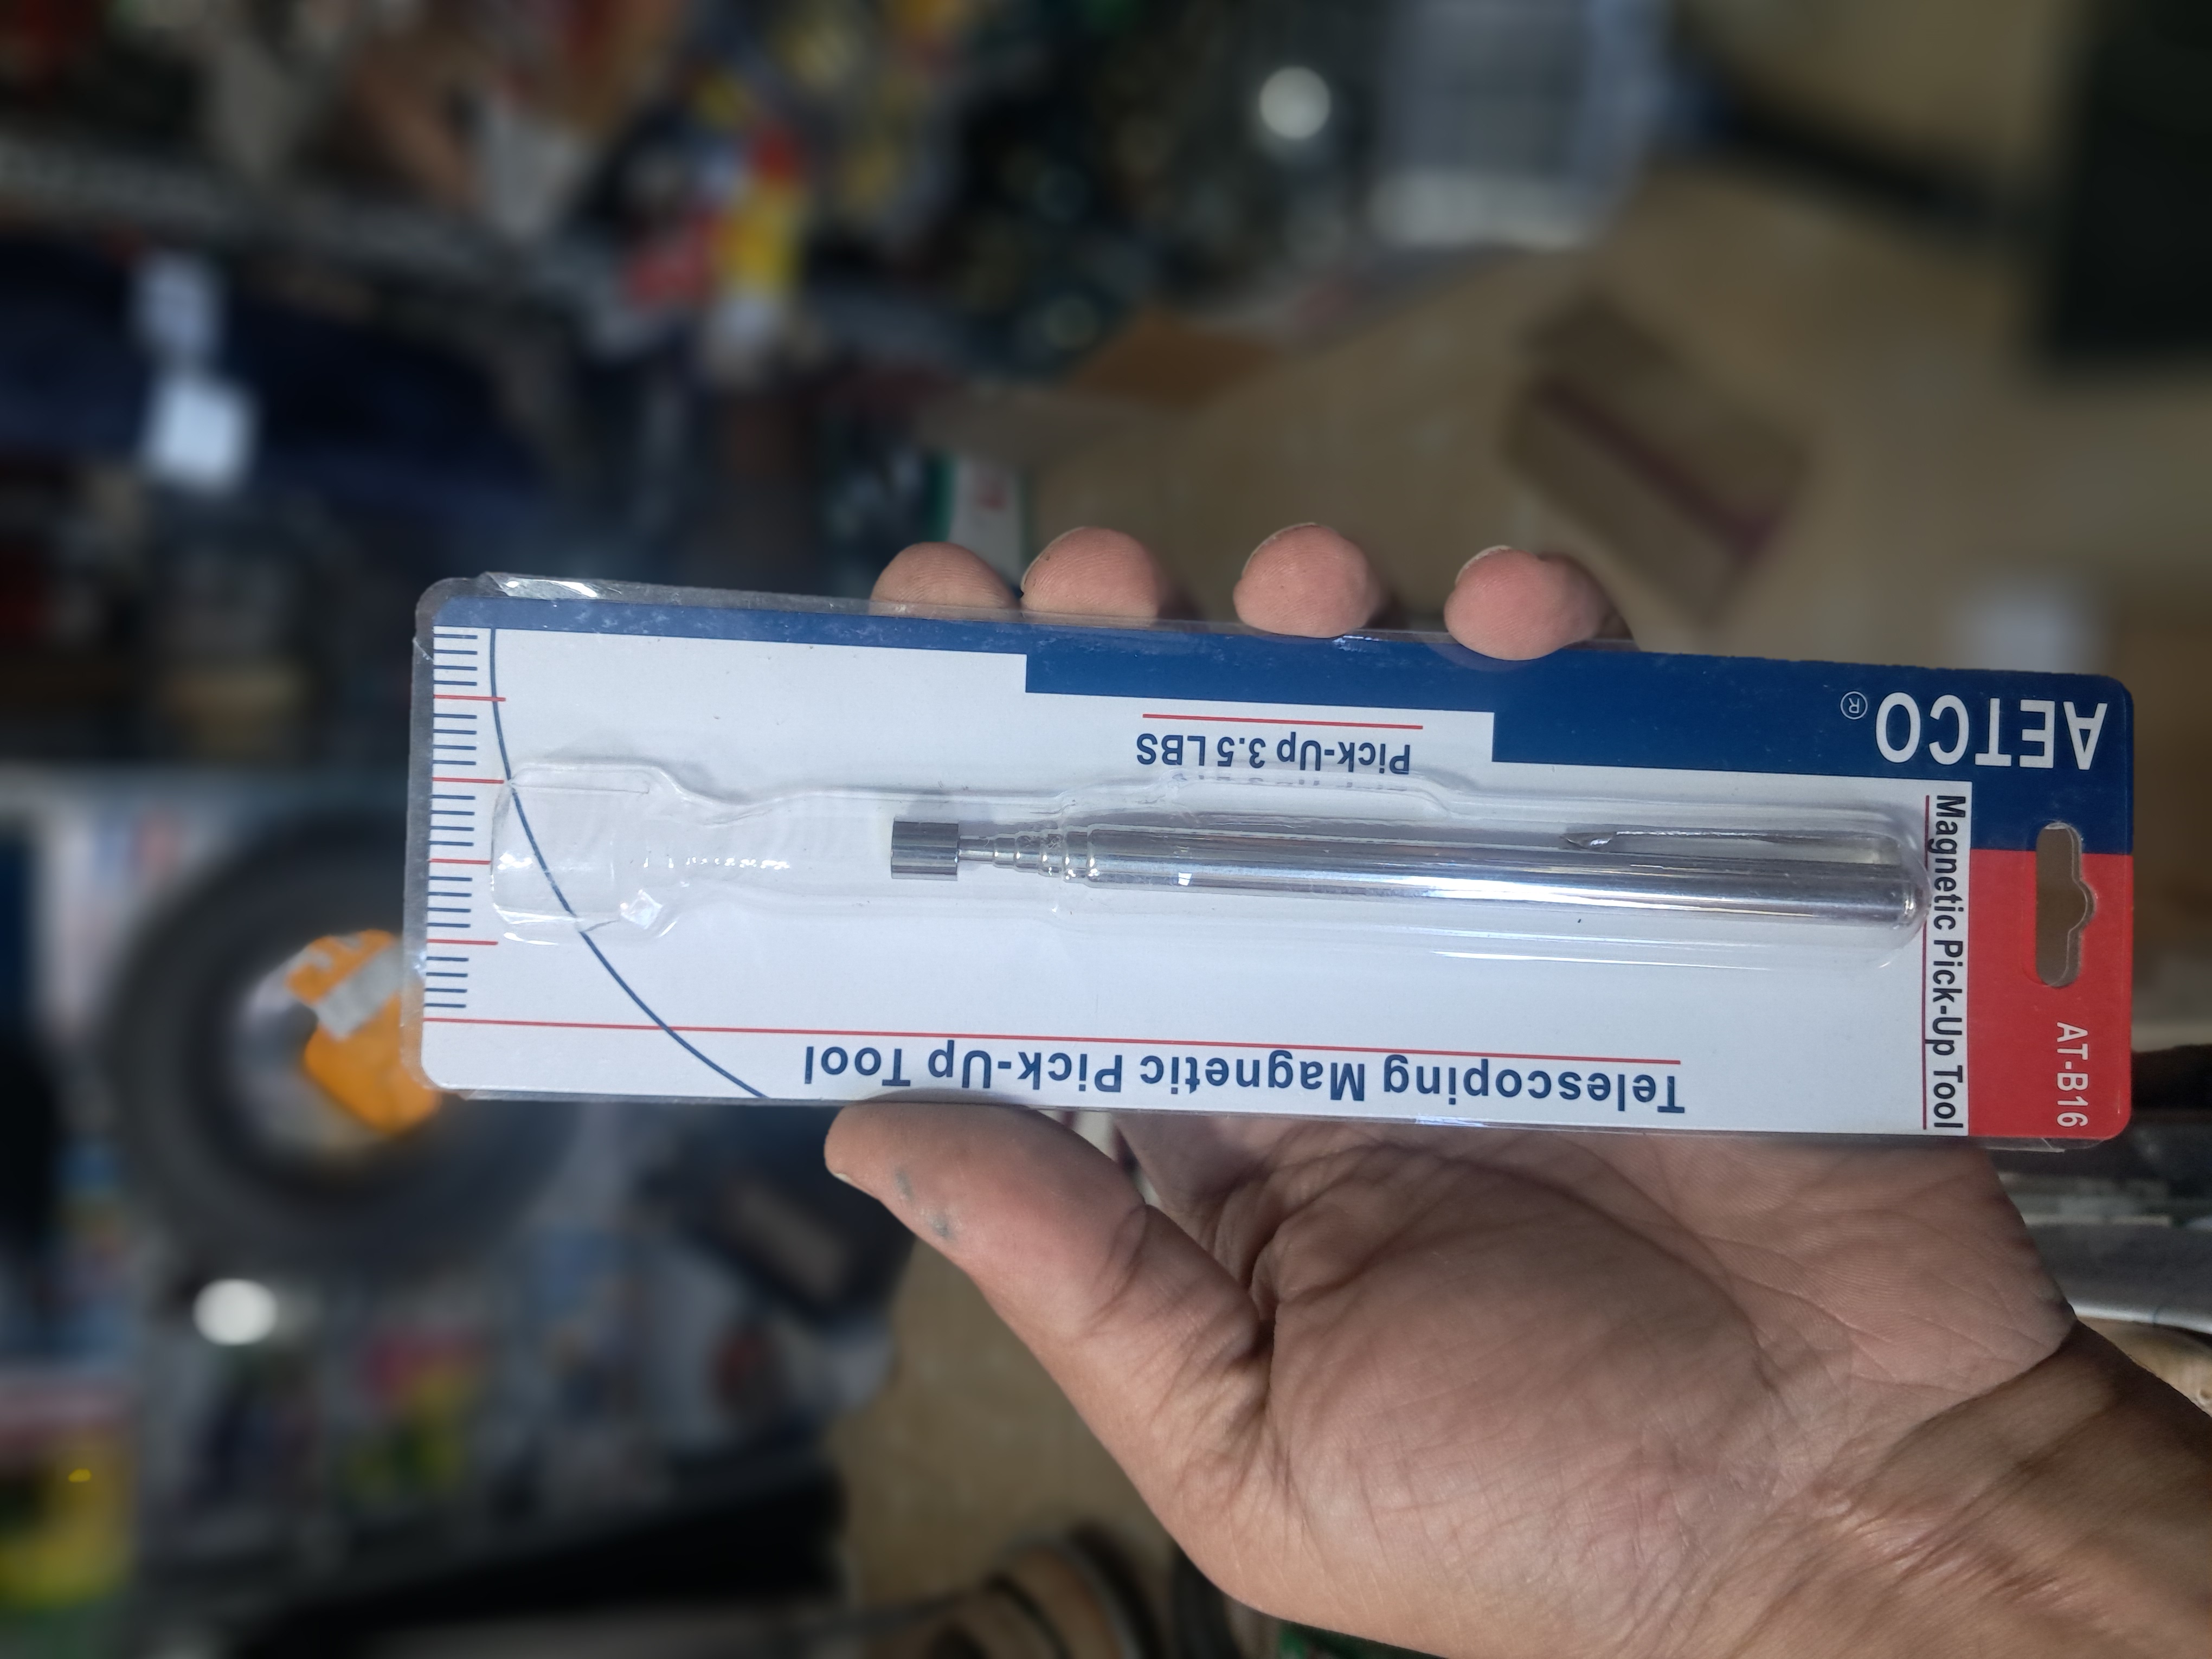 AETCO®
AT-B16
Magnetic Pick-Up Tool
Pick-Up 3.5 LBS
Telescoping Magnetic Pick-Up Tool